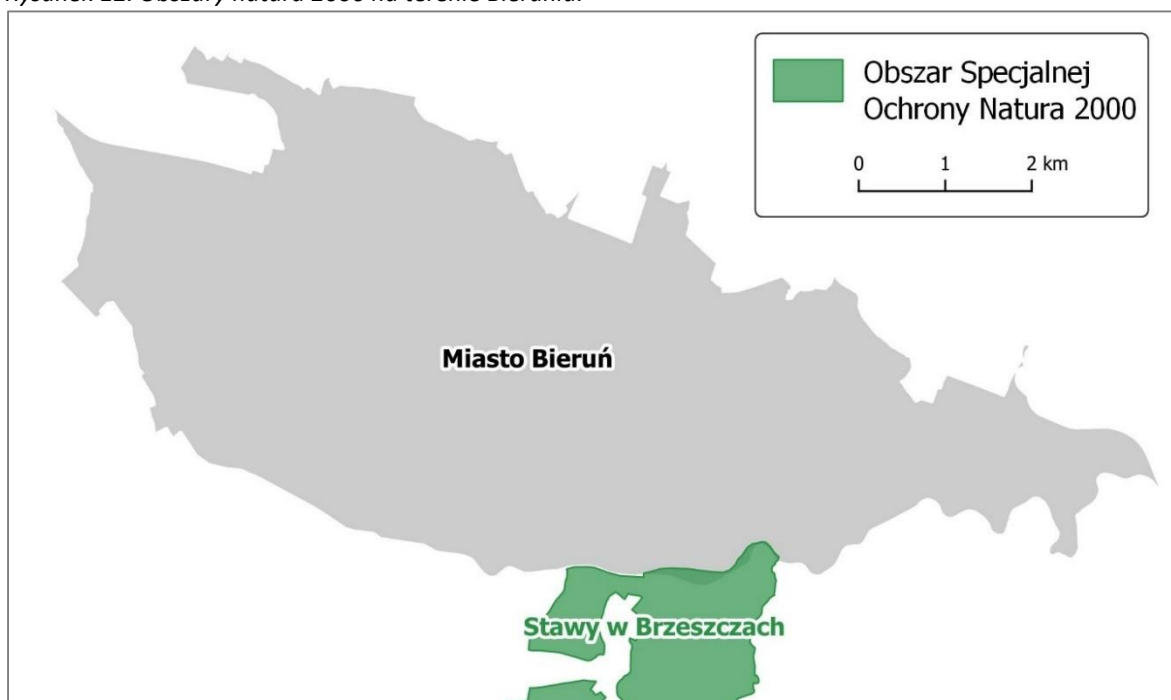 Rysunek 22. Obszary natura 2000 na terenie Bierunia.
Obszar Specjalnej
Ochrony Natura 2000
0 1 2 km
Miasto Bieruń
Stawy w Brzeszczach